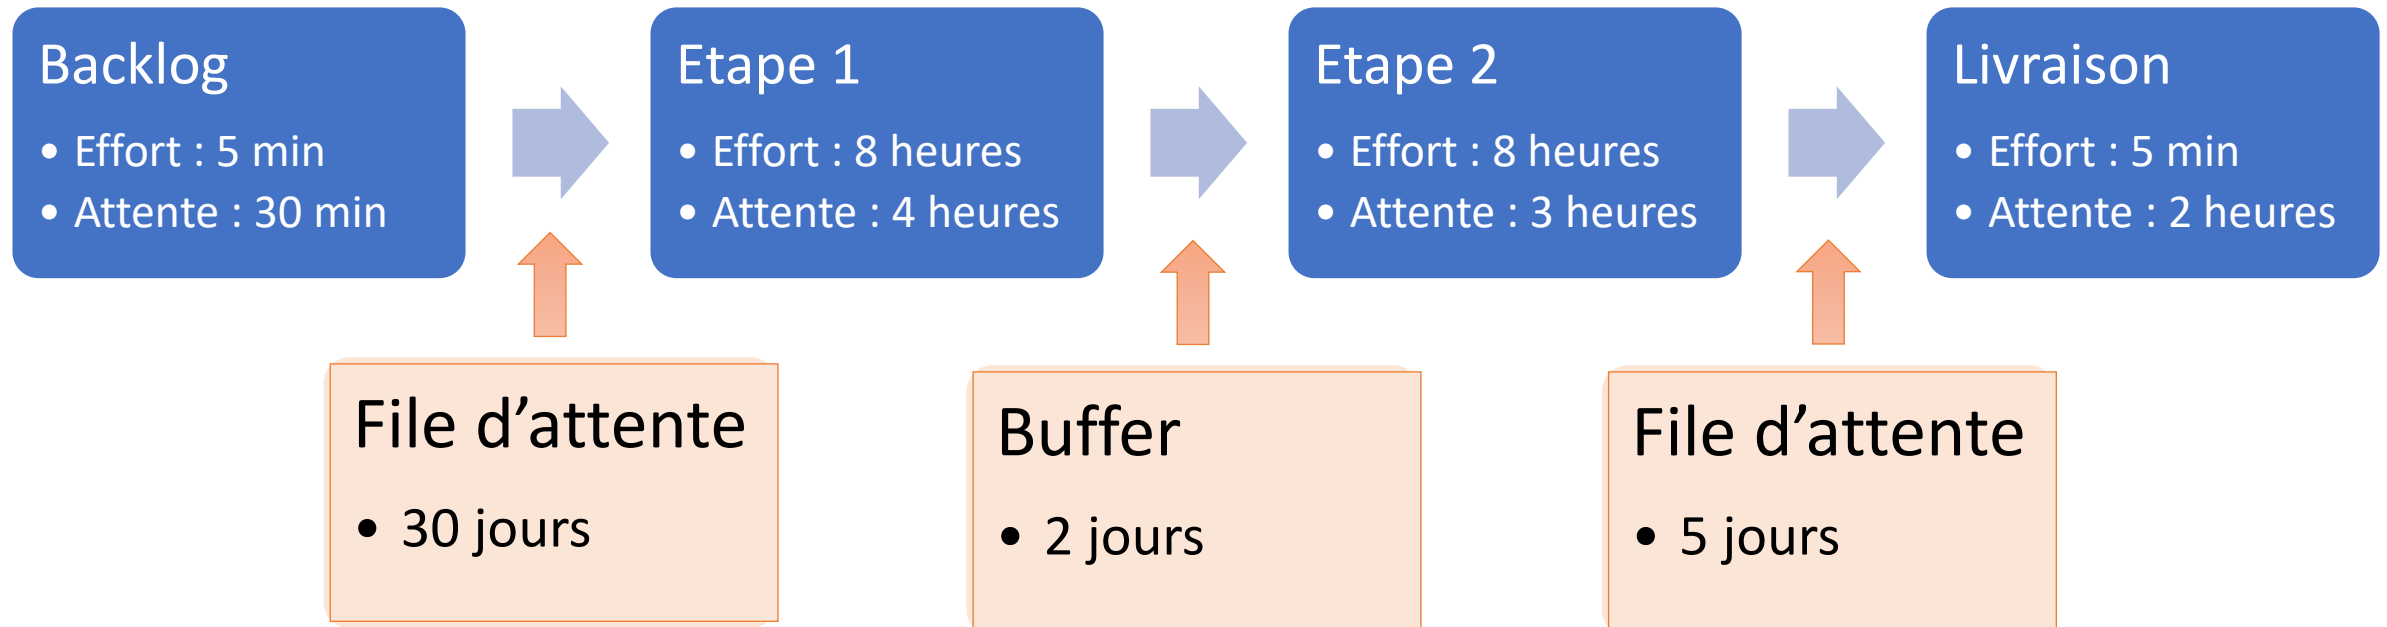 Backlog
• Effort : 5 min
• Attente : 30 min
Etape 1
• Effort : 8 heures
• Attente : 4 heures
Etape 2
• Effort : 8 heures
• Attente : 3 heures
Livraison
• Effort : 5 min
• Attente : 2 heures
File d’attente
• 30 jours
Buffer
• 2 jours
File d’attente
• 5 jours